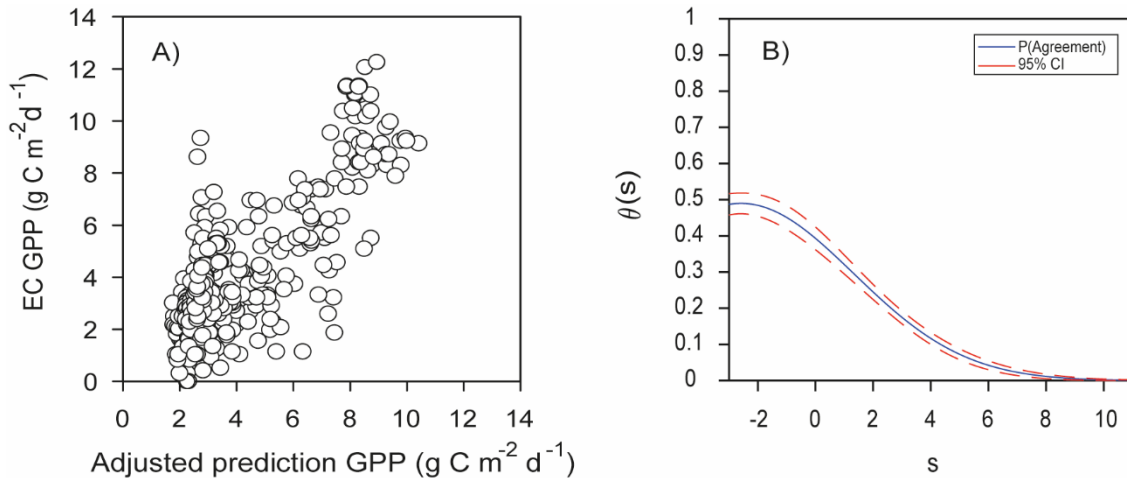 A)
EC GPP (g C m⁻²d⁻¹)
14
12
10
8
6
4
2
0
0 2 4 6 8 10 12 14
Adjusted prediction GPP (g C m⁻² d⁻¹)
B)
P(Agreement)
95% CI
θ(s)
1
0.9
0.8
0.7
0.6
0.5
0.4
0.3
0.2
0.1
0
-2 0 2 4 6 8 10
s